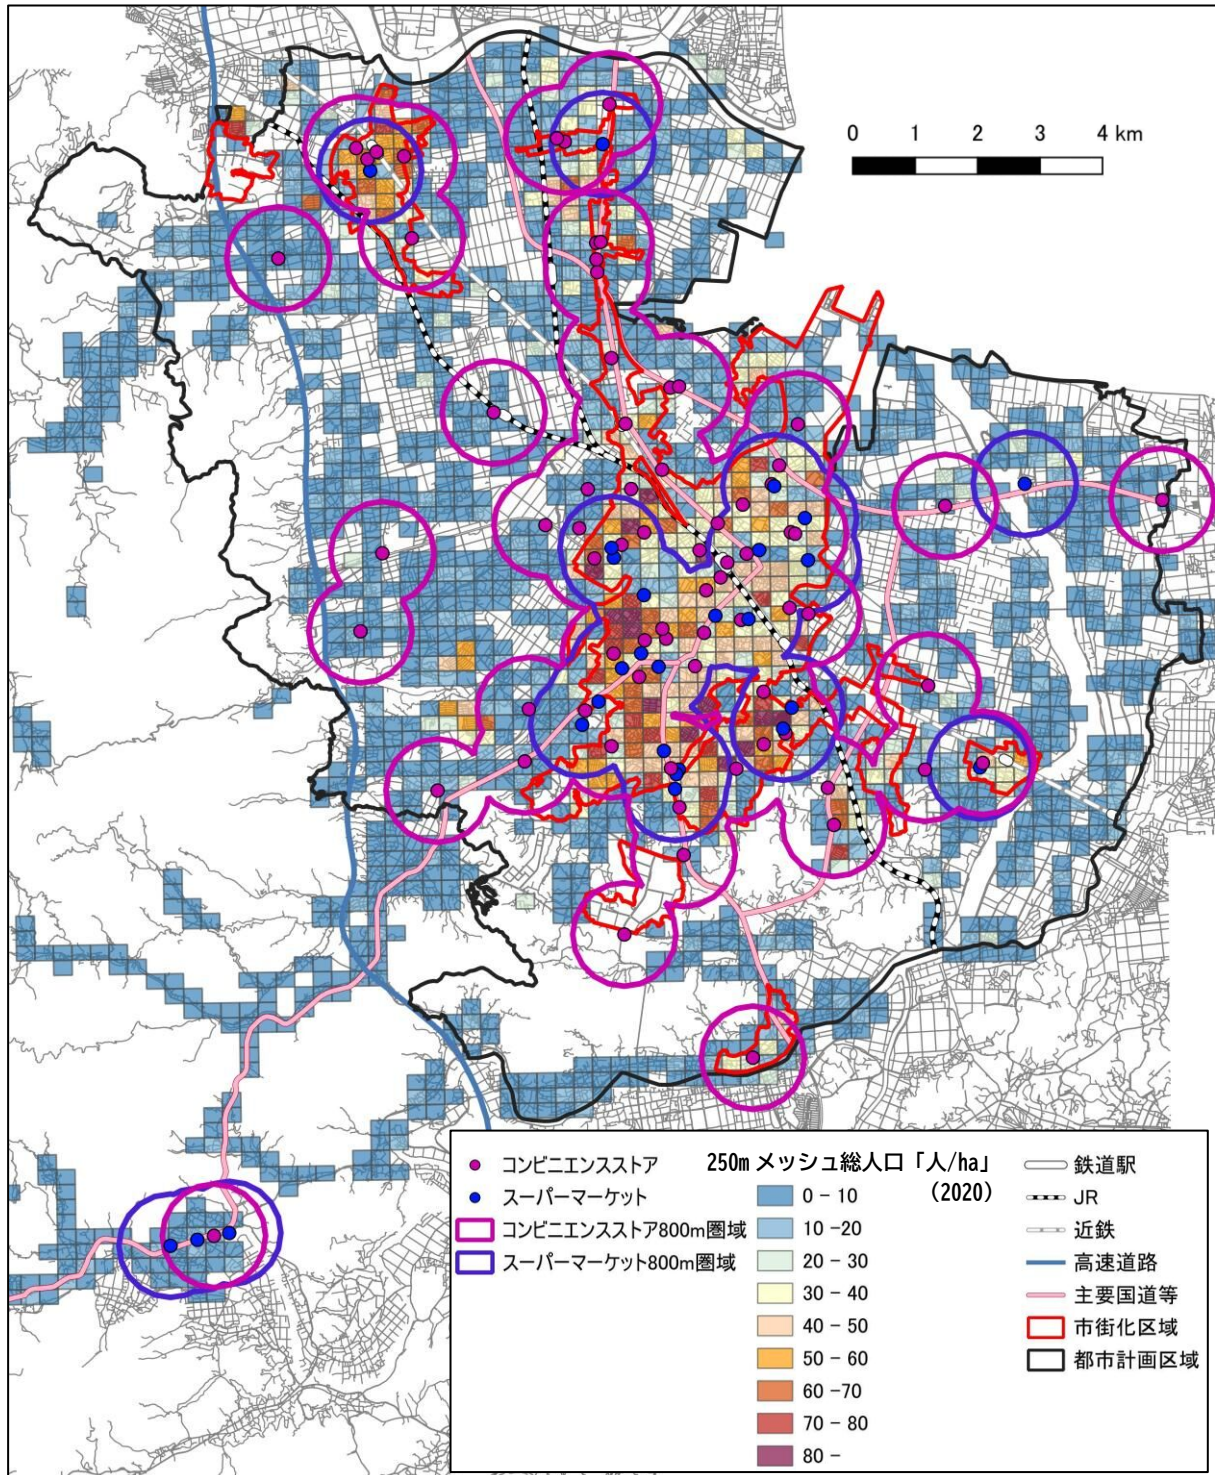 0 1 2 3 4 km
コンビニエンスストア
スーパーマーケット
コンビニエンスストア800m圏域
スーパーマーケット800m圏域
250mメッシュ総人口「人/ha」
（2020）
0 - 10
10 -20
20 - 30
30 - 40
40 - 50
50 - 60
60 -70
70 - 80
80 -
鉄道駅
JR
近鉄
高速道路
主要国道等
市街化区域
都市計画区域